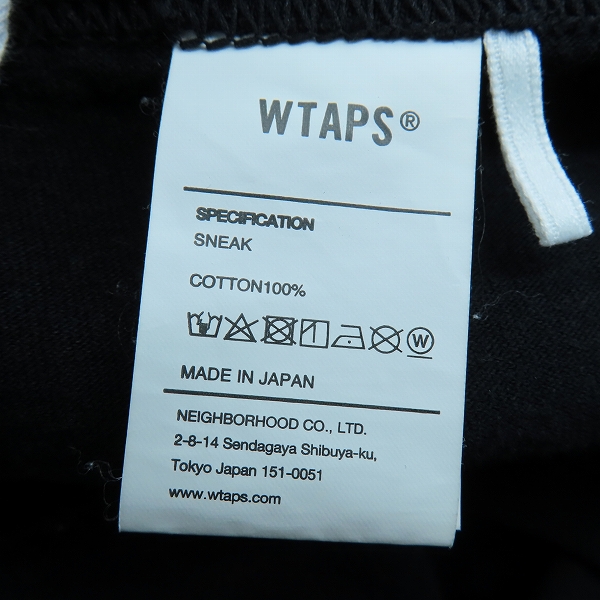 WTAPS®
SPECIFICATION
SNEAK
COTTON100%
W
MADE IN JAPAN
NEIGHBORHOOD CO., LTD.
2-8-14 Sendagaya Shibuya-ku,
Tokyo Japan 151-0051
www.wtaps.com